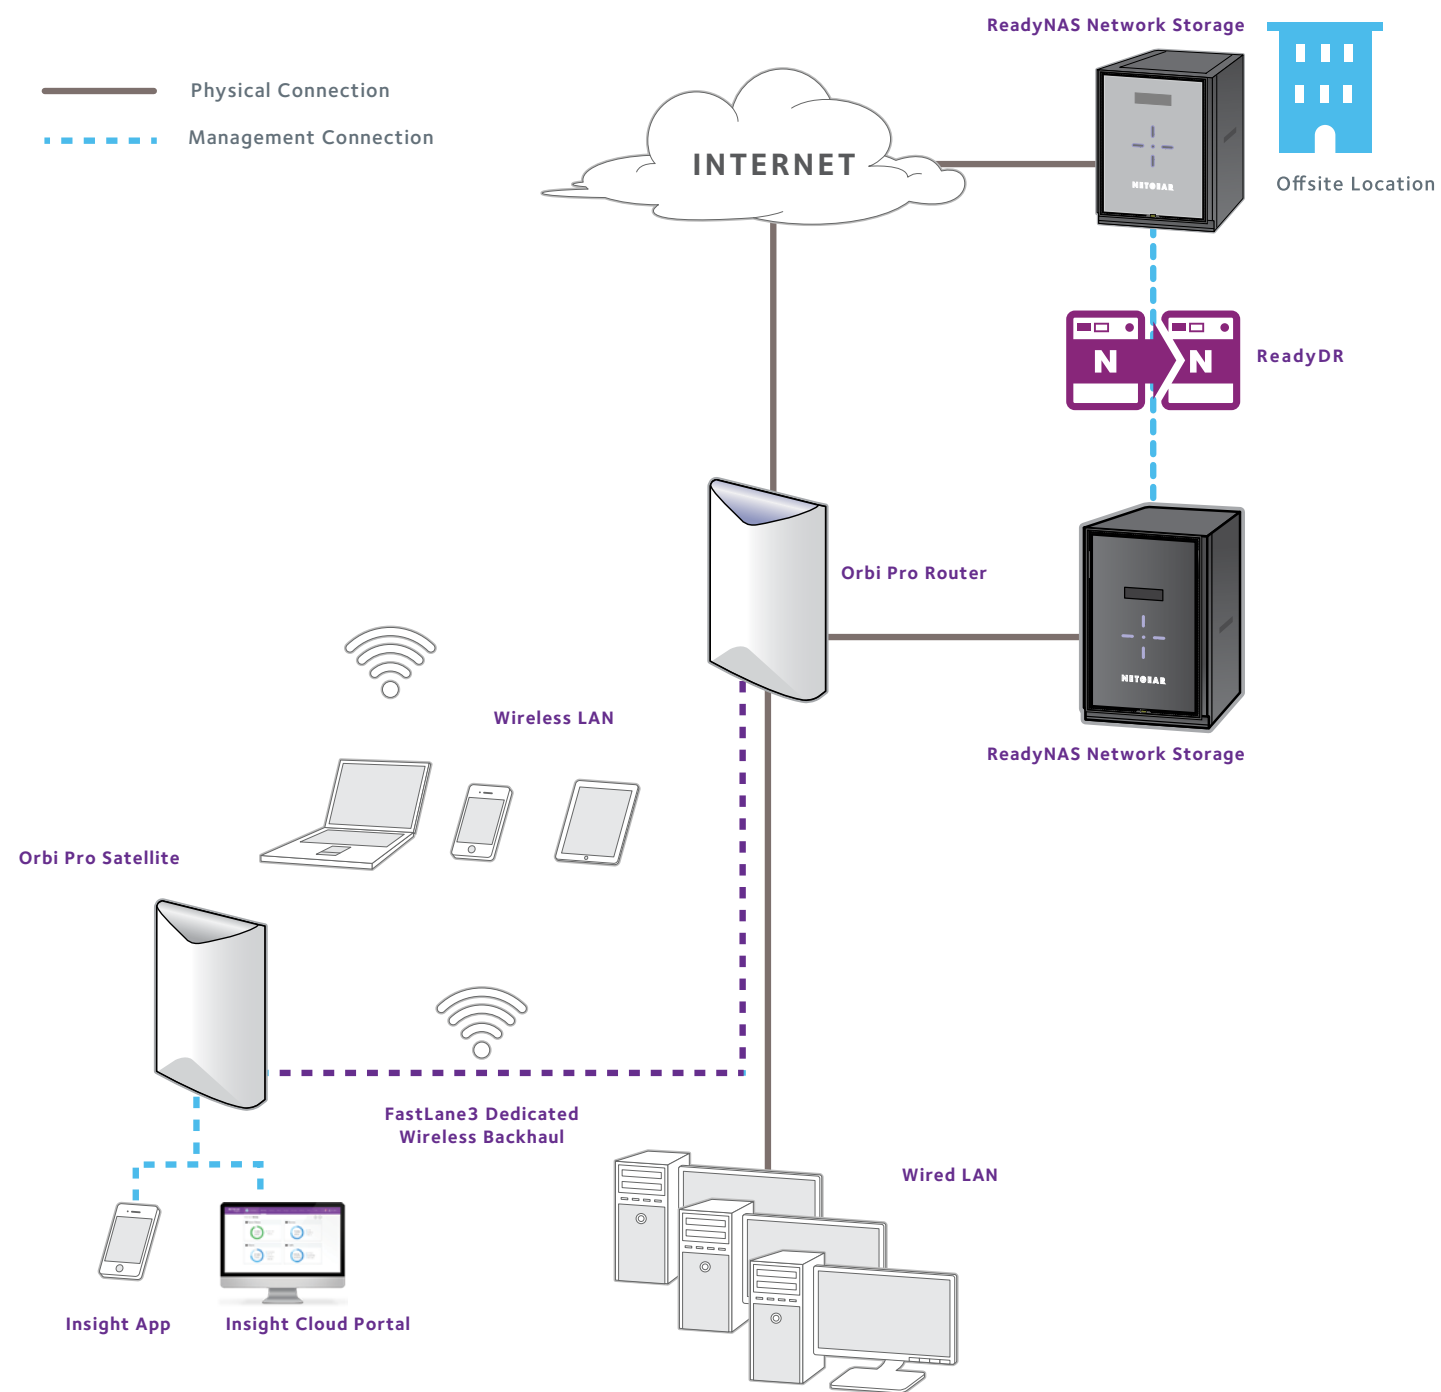 ReadyNAS Network Storage
Physical Connection
Management Connection
INTERNET
NETGEAR
Offsite Location
N N
ReadyDR
Orbi Pro Router
NETGEAR
Wireless LAN
ReadyNAS Network Storage
Orbi Pro Satellite
FastLane3 Dedicated
Wireless Backhaul
Wired LAN
Insight App
Insight Cloud Portal